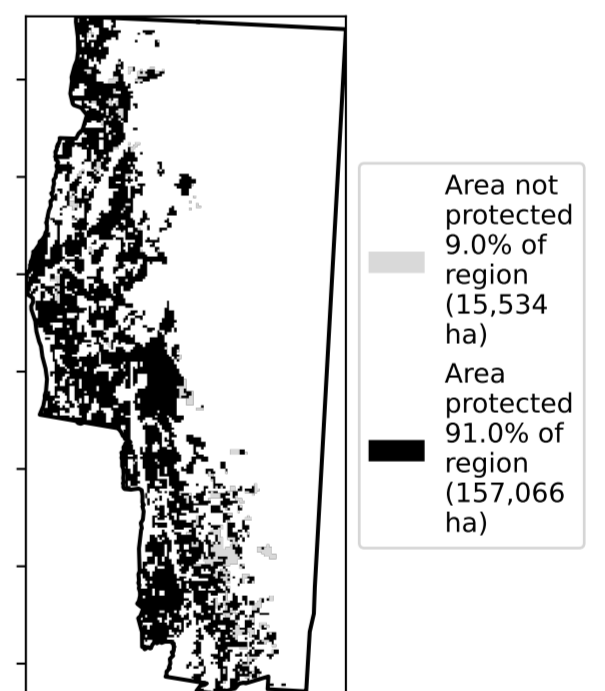 Area not
protected
9.0% of
region
(15,534
ha)
Area
protected
91.0% of
region
(157,066
ha)